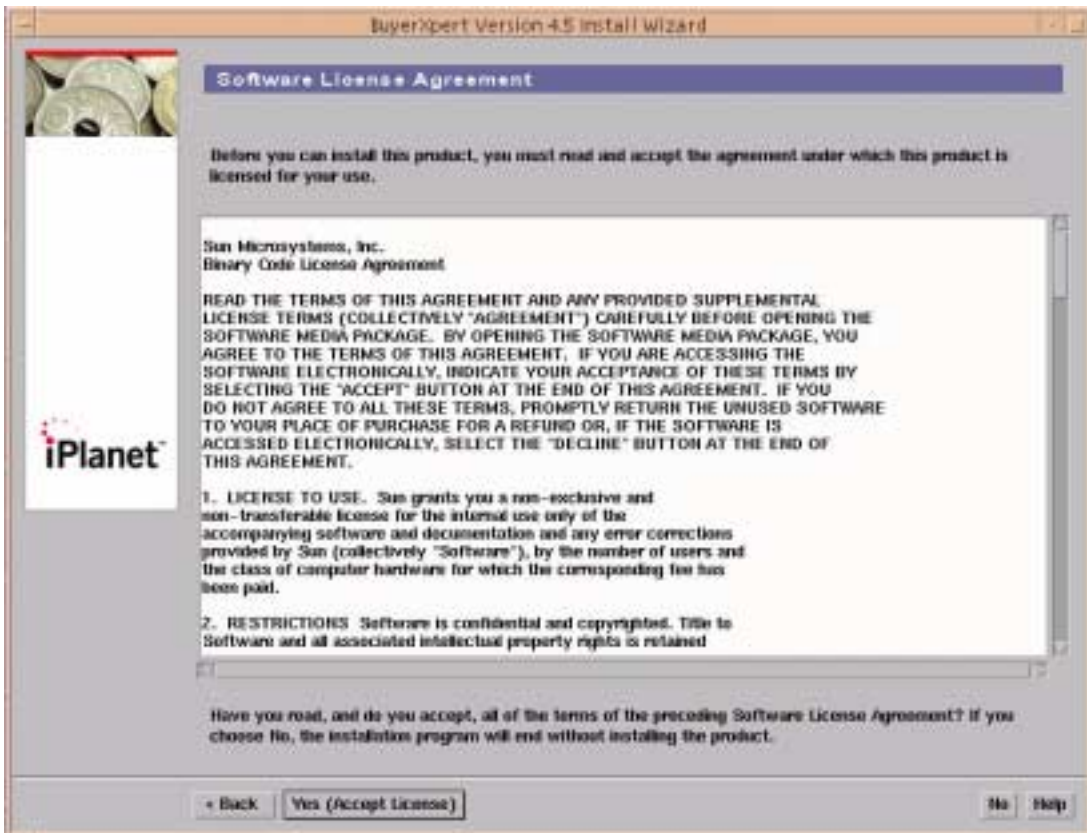 BuyerXpert Version 4.5 Install Wizard
Software License Agreement
Before you can install this product, you must read and accept the agreement under which this product is
licensed for your use.
Sun Microsystems, Inc.
Binary Code License Agreement
READ THE TERMS OF THIS AGREEMENT AND ANY PROVIDED SUPPLEMENTAL
LICENSE TERMS (COLLECTIVELY "AGREEMENT") CAREFULLY BEFORE OPENING THE
SOFTWARE MEDIA PACKAGE.  BY OPENING THE SOFTWARE MEDIA PACKAGE, YOU
AGREE TO THE TERMS OF THIS AGREEMENT.  IF YOU ARE ACCESSING THE
SOFTWARE ELECTRONICALLY, INDICATE YOUR ACCEPTANCE OF THESE TERMS BY
SELECTING THE "ACCEPT" BUTTON AT THE END OF THIS AGREEMENT.  IF YOU
DO NOT AGREE TO ALL THESE TERMS, PROMPTLY RETURN THE UNUSED SOFTWARE
TO YOUR PLACE OF PURCHASE FOR A REFUND OR, IF THE SOFTWARE IS
ACCESSED ELECTRONICALLY, SELECT THE "DECLINE" BUTTON AT THE END OF
THIS AGREEMENT.
1.  LICENSE TO USE.  Sun grants you a non-exclusive and
non-transferable license for the internal use only of the
accompanying software and documentation and any error corrections
provided by Sun (collectively "Software"), by the number of users and
the class of computer hardware for which the corresponding fee has
been paid.
2.  RESTRICTIONS  Software is confidential and copyrighted. Title to
Software and all associated intellectual property rights is retained
iPlanet™
Have you read, and do you accept, all of the terms of the preceding Software License Agreement? If you
choose No, the installation program will end without installing the product.
« Back
Yes (Accept License)
No
Help